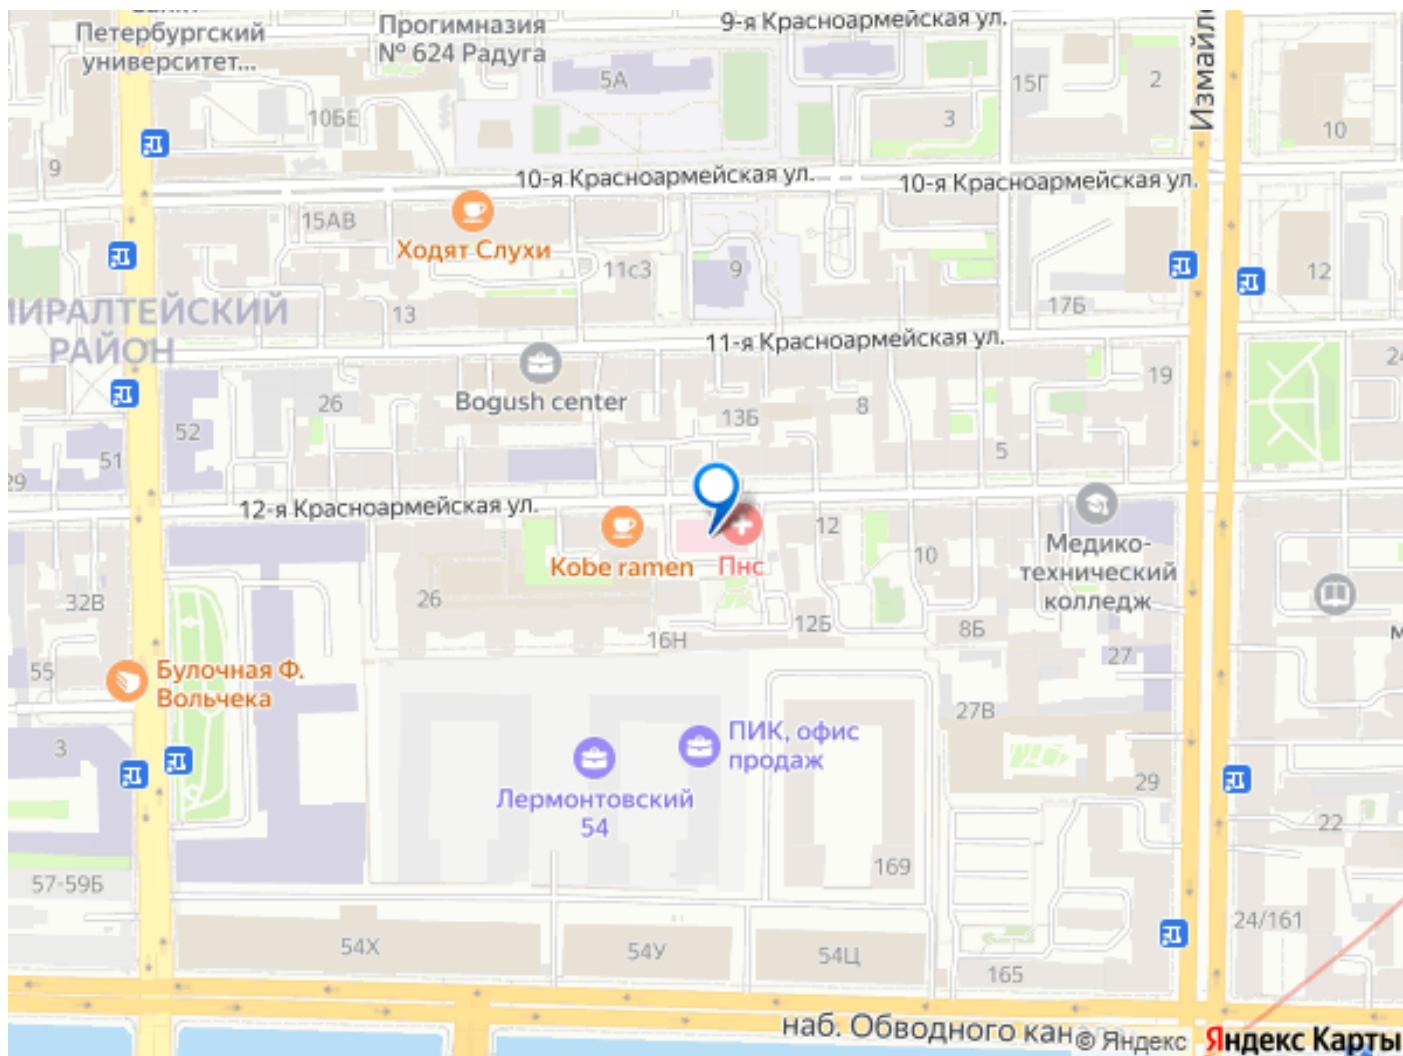 Петербургский
университет...
Прогимназия
№ 624 Радуга
9-я Красноармейская ул.
5А
15Г
2
Измайло
10БЕ
3
10
9
10-я Красноармейская ул.
10-я Красноармейская ул.
15АВ
Ходят Слухи
11с3
9
12
17Б
13
МИРАЛТЕЙСКИЙ
РАЙОН
11-я Красноармейская ул.
24
19
Bogush center
26
13Б
8
52
5
51
29
12-я Красноармейская ул.
12
Kobe ramen
Пнс
10
Медико-
технический
колледж
32В
26
12Б
8Б
16Н
м
27
55
Булочная Ф.
Вольчека
27В
3
ПИК, офис
продаж
29
Лермонтовский
54
22
169
57-59Б
24/161
54Х
54У
54Ц
165
наб. Обводного кан
© Яндекс
Яндекс Карты